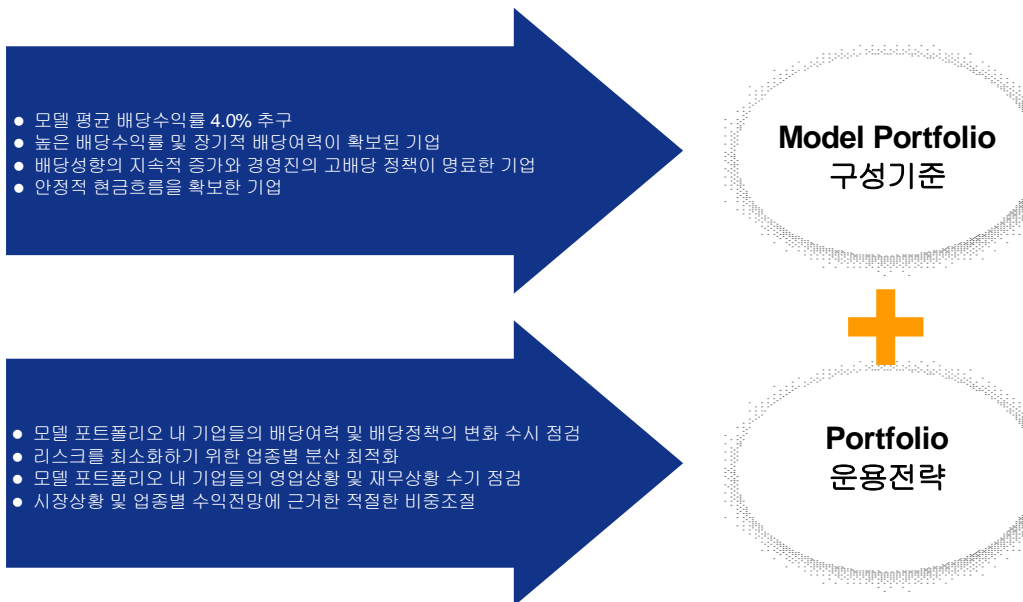 ● 모델 평균 배당수익률 4.0% 추구
● 높은 배당수익률 및 장기적 배당여력이 확보된 기업
● 배당성향의 지속적 증가와 경영진의 고배당 정책이 명료한 기업
● 안정적 현금흐름을 확보한 기업
Model Portfolio
구성기준
● 모델 포트폴리오 내 기업들의 배당여력 및 배당정책의 변화 수시 점검
● 리스크를 최소화하기 위한 업종별 분산 최적화
● 모델 포트폴리오 내 기업들의 영업상황 및 재무상황 수기 점검
● 시장상황 및 업종별 수익전망에 근거한 적절한 비중조절
Portfolio
운용전략